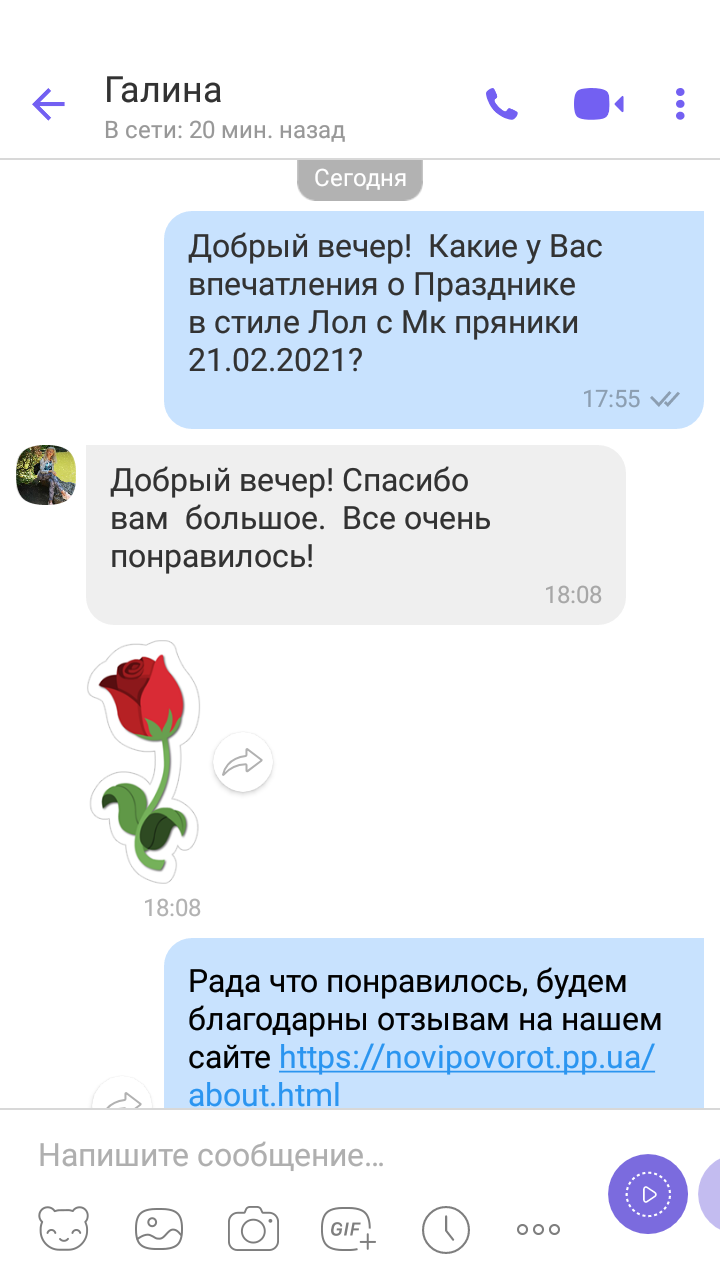 Галина
В сети: 20 мин. назад
Сегодня
Добрый вечер!  Какие у Вас
впечатления о Празднике
в стиле Лол с Мк пряники
21.02.2021?
17:55
Добрый вечер! Спасибо
вам  большое.  Все очень
понравилось!
18:08
18:08
Рада что понравилось, будем
благодарны отзывам на нашем
сайте https://novipovorot.pp.ua/
about.html
Напишите сообщение...
GIF